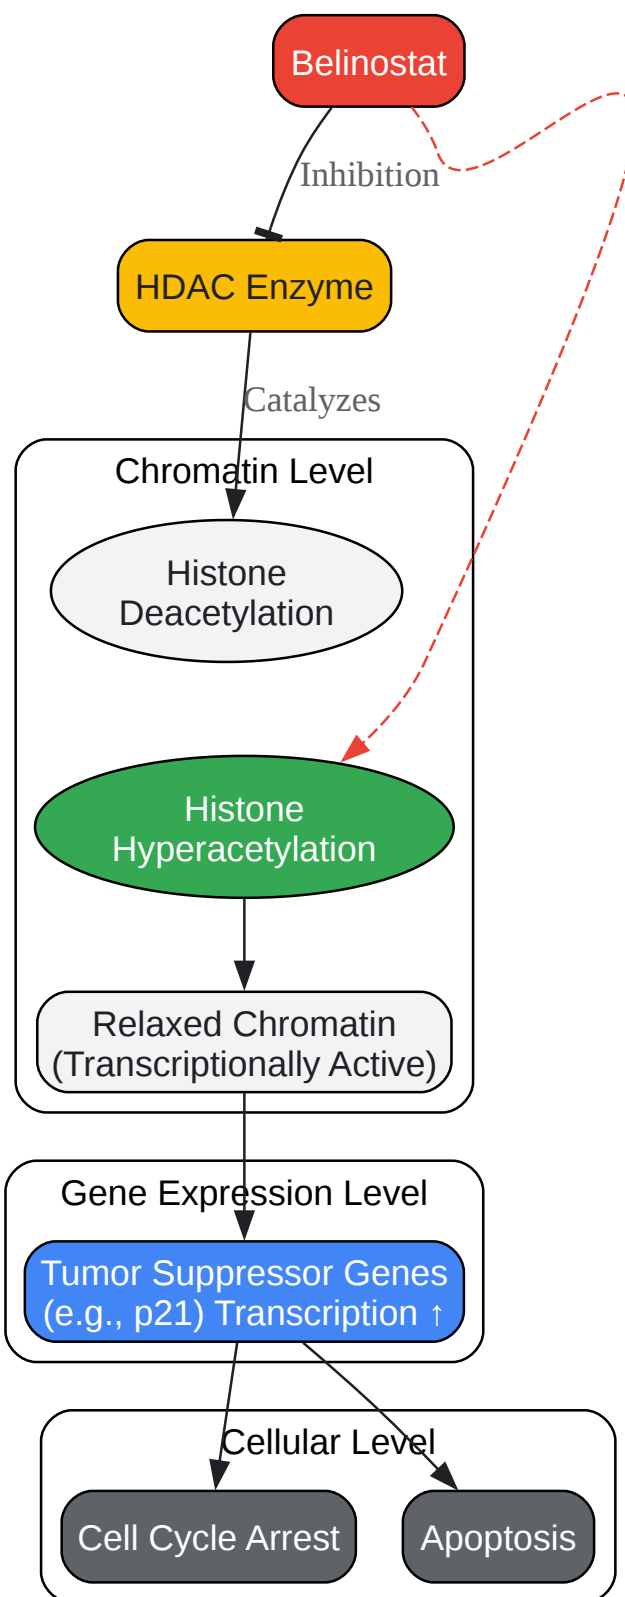 Belinostat
Inhibition
HDAC Enzyme
Catalyzes
Chromatin Level
Histone
Deacetylation
Histone
Hyperacetylation
Relaxed Chromatin
(Transcriptionally Active)
Gene Expression Level
Tumor Suppressor Genes
(e.g., p21) Transcription ↑
Cellular Level
Cell Cycle Arrest
Apoptosis